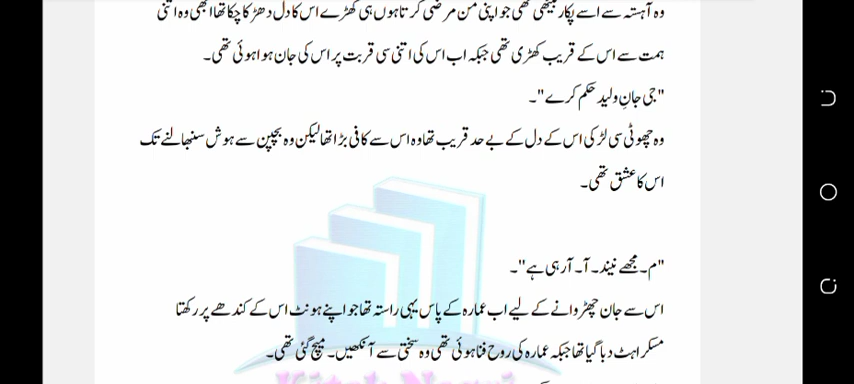 وہ آہستہ سے اسے پکار بیٹھی تھی جو اپنی من مرضی کرتا ہوں ہی کھڑے اس کا دل دھڑکا چکا تھا ابھی وہ اتنی
ہمت سے اس کے قریب کھڑی تھی جبکہ اب اس کی اتنی سی قربت پر اس کی جان ہوا ہوئی تھی۔
"جی جانِ ولید حکم کرے"۔
وہ چھوٹی سی لڑکی اس کے دل کے بے حد قریب تھا وہ اس سے کافی بڑا تھا لیکن وہ بچپن سے ہوش سنبھالنے تک
اس کا عشق تھی۔
"م۔ مجھے نیند۔ آ۔ آ رہی ہے"۔
اس سے جان چھڑوانے کے لیے اب عمارہ کے پاس یہی راستہ تھا جو اپنے ہونٹ اس کے کندھے پر رکھتا
مسکراہٹ دبا گیا تھا جبکہ عمارہ کی روح فنا ہوئی تھی وہ سختی سے آنکھیں۔ میچ گئی تھی۔